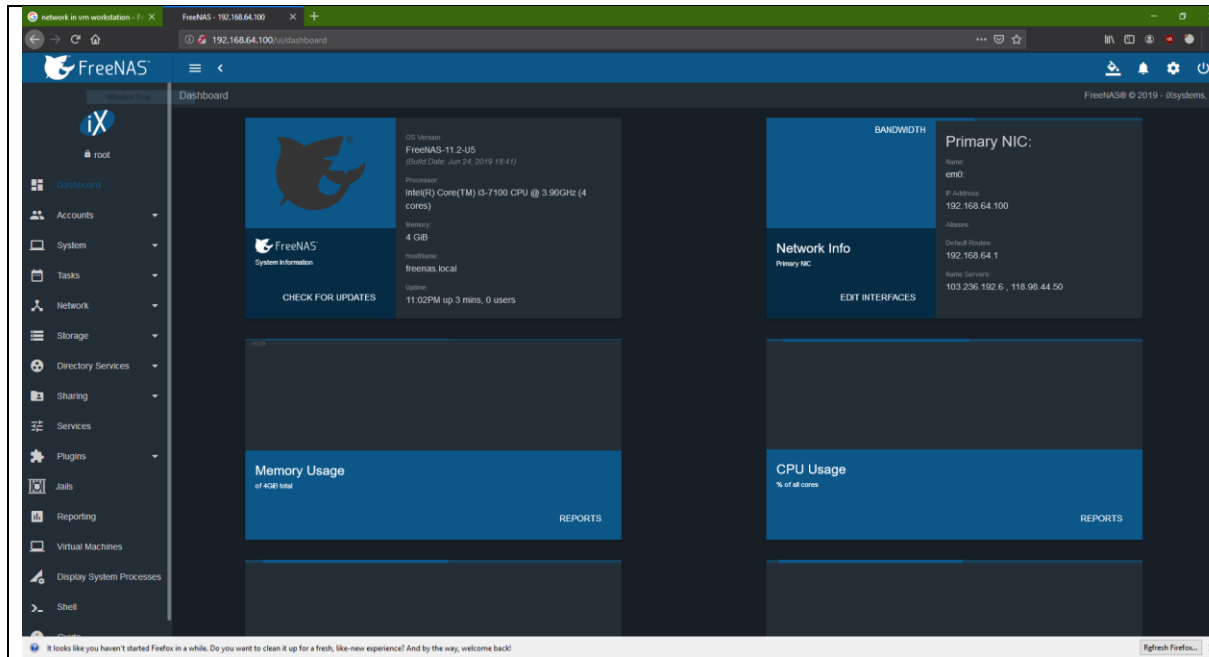 network in vm workstation - P
FreeNAS - 192.168.64.100
192.168.64.100/ui/dashboard
FreeNAS
Dashboard
FreeNAS® © 2019 - iXsystems,
iX
root
Dashboard
Accounts
System
Tasks
Network
Storage
Directory Services
Sharing
Services
Plugins
Jails
Reporting
Virtual Machines
Display System Processes
Shell
Guide
FreeNAS
System Information
CHECK FOR UPDATES
OS Version:
FreeNAS-11.2-U5
(Build Date: Jun 24, 2019 18:41)
Processor:
Intel(R) Core(TM) i3-7100 CPU @ 3.90GHz (4
cores)
Memory:
4 GiB
HostName:
freenas.local
Uptime:
11:02PM up 3 mins, 0 users
BANDWIDTH
Network Info
Primary NIC
EDIT INTERFACES
Primary NIC:
Name:
em0:
IP Address:
192.168.64.100
Aliases:
Default Routes:
192.168.64.1
Name Servers:
103.236.192.6 , 118.98.44.50
Memory Usage
of 4GB total
REPORTS
CPU Usage
% of all cores
REPORTS
It looks like you haven't started Firefox in a while. Do you want to clean it up for a fresh, like-new experience? And by the way, welcome back!
Refresh Firefox...